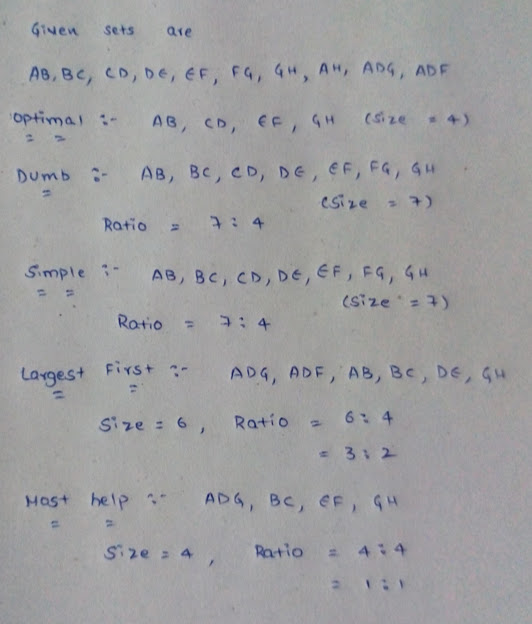 Given sets are
AB, BC, CD, DE, EF, FG, GH, AH, ADG, ADF
Optimal :- AB, CD, EF, GH (size = 4)
Dumb :- AB, BC, CD, DE, EF, FG, GH
(size = 7)
Ratio = 7 : 4
Simple :- AB, BC, CD, DE, EF, FG, GH
(size = 7)
Ratio = 7 : 4
Largest First :- ADG, ADF, AB, BC, DE, GH
Size = 6, Ratio = 6 : 4
= 3 : 2
Most help :- ADG, BC, EF, GH
Size = 4, Ratio = 4 : 4
= 1 : 1